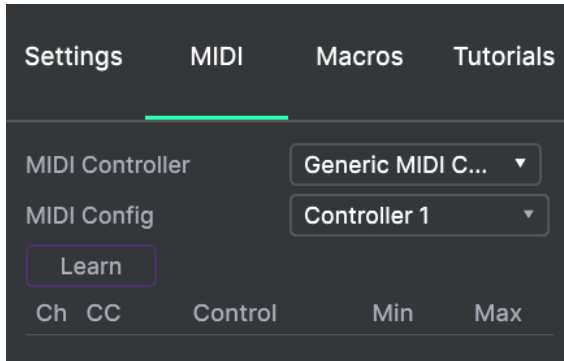 Settings MIDI Macros Tutorials
MIDI Controller Generic MIDI C...
MIDI Config Controller 1
Learn
Ch CC Control Min Max